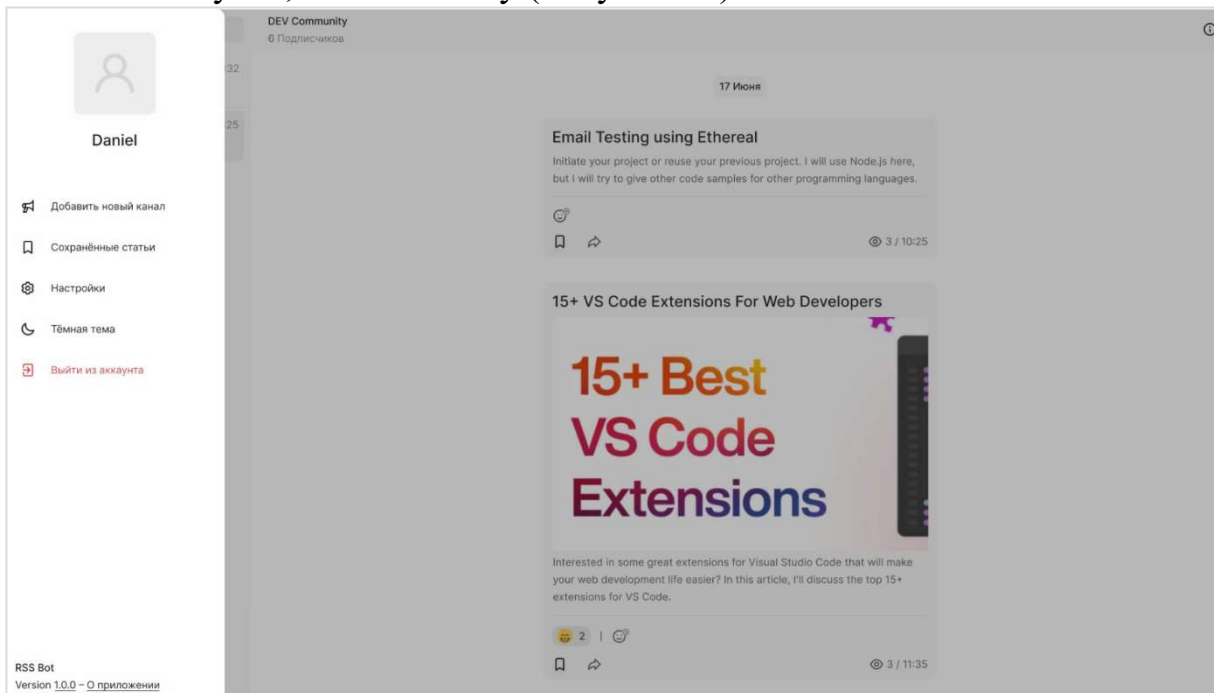 Daniel
Добавить новый канал
Сохранённые статьи
Настройки
Тёмная тема
Выйти из аккаунта
RSS Bot
Version 1.0.0 – О приложении
:32
:25
DEV Community
6 Подписчиков
17 Июня
Email Testing using Ethereal
Initiate your project or reuse your previous project. I will use Node.js here,
but I will try to give other code samples for other programming languages.
3 / 10:25
15+ VS Code Extensions For Web Developers
15+ Best
VS Code
Extensions
Interested in some great extensions for Visual Studio Code that will make
your web development life easier? In this article, I'll discuss the top 15+
extensions for VS Code.
2
3 / 11:35